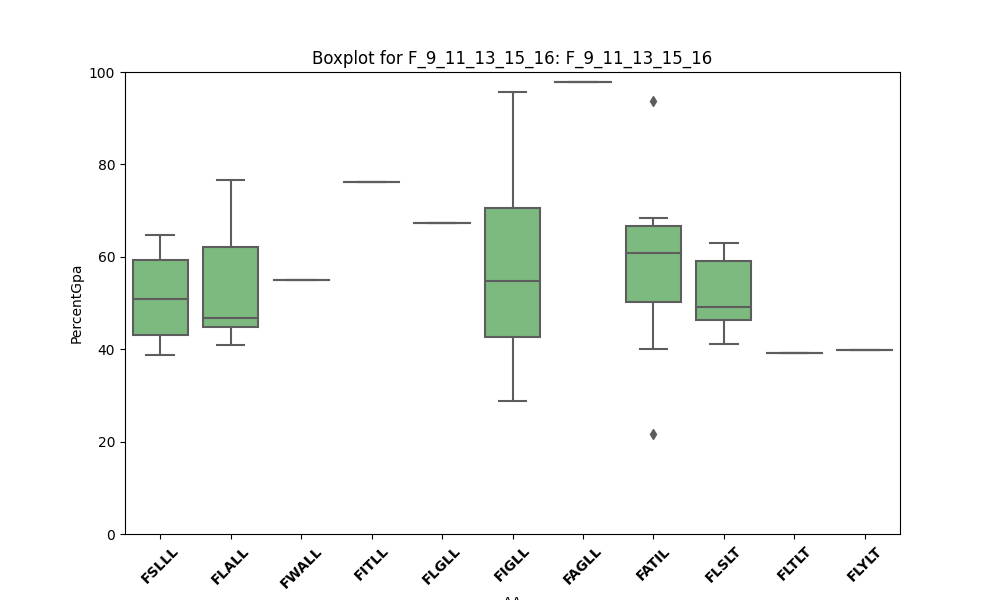 Boxplot for F_9_11_13_15_16: F_9_11_13_15_16
100
80
60
40
20
0
PercentGpa
FSLLL FLALL FWALL FITLL FLGLL FIGLL FAGLL FATIL FLSLT FLTLT FLYLT